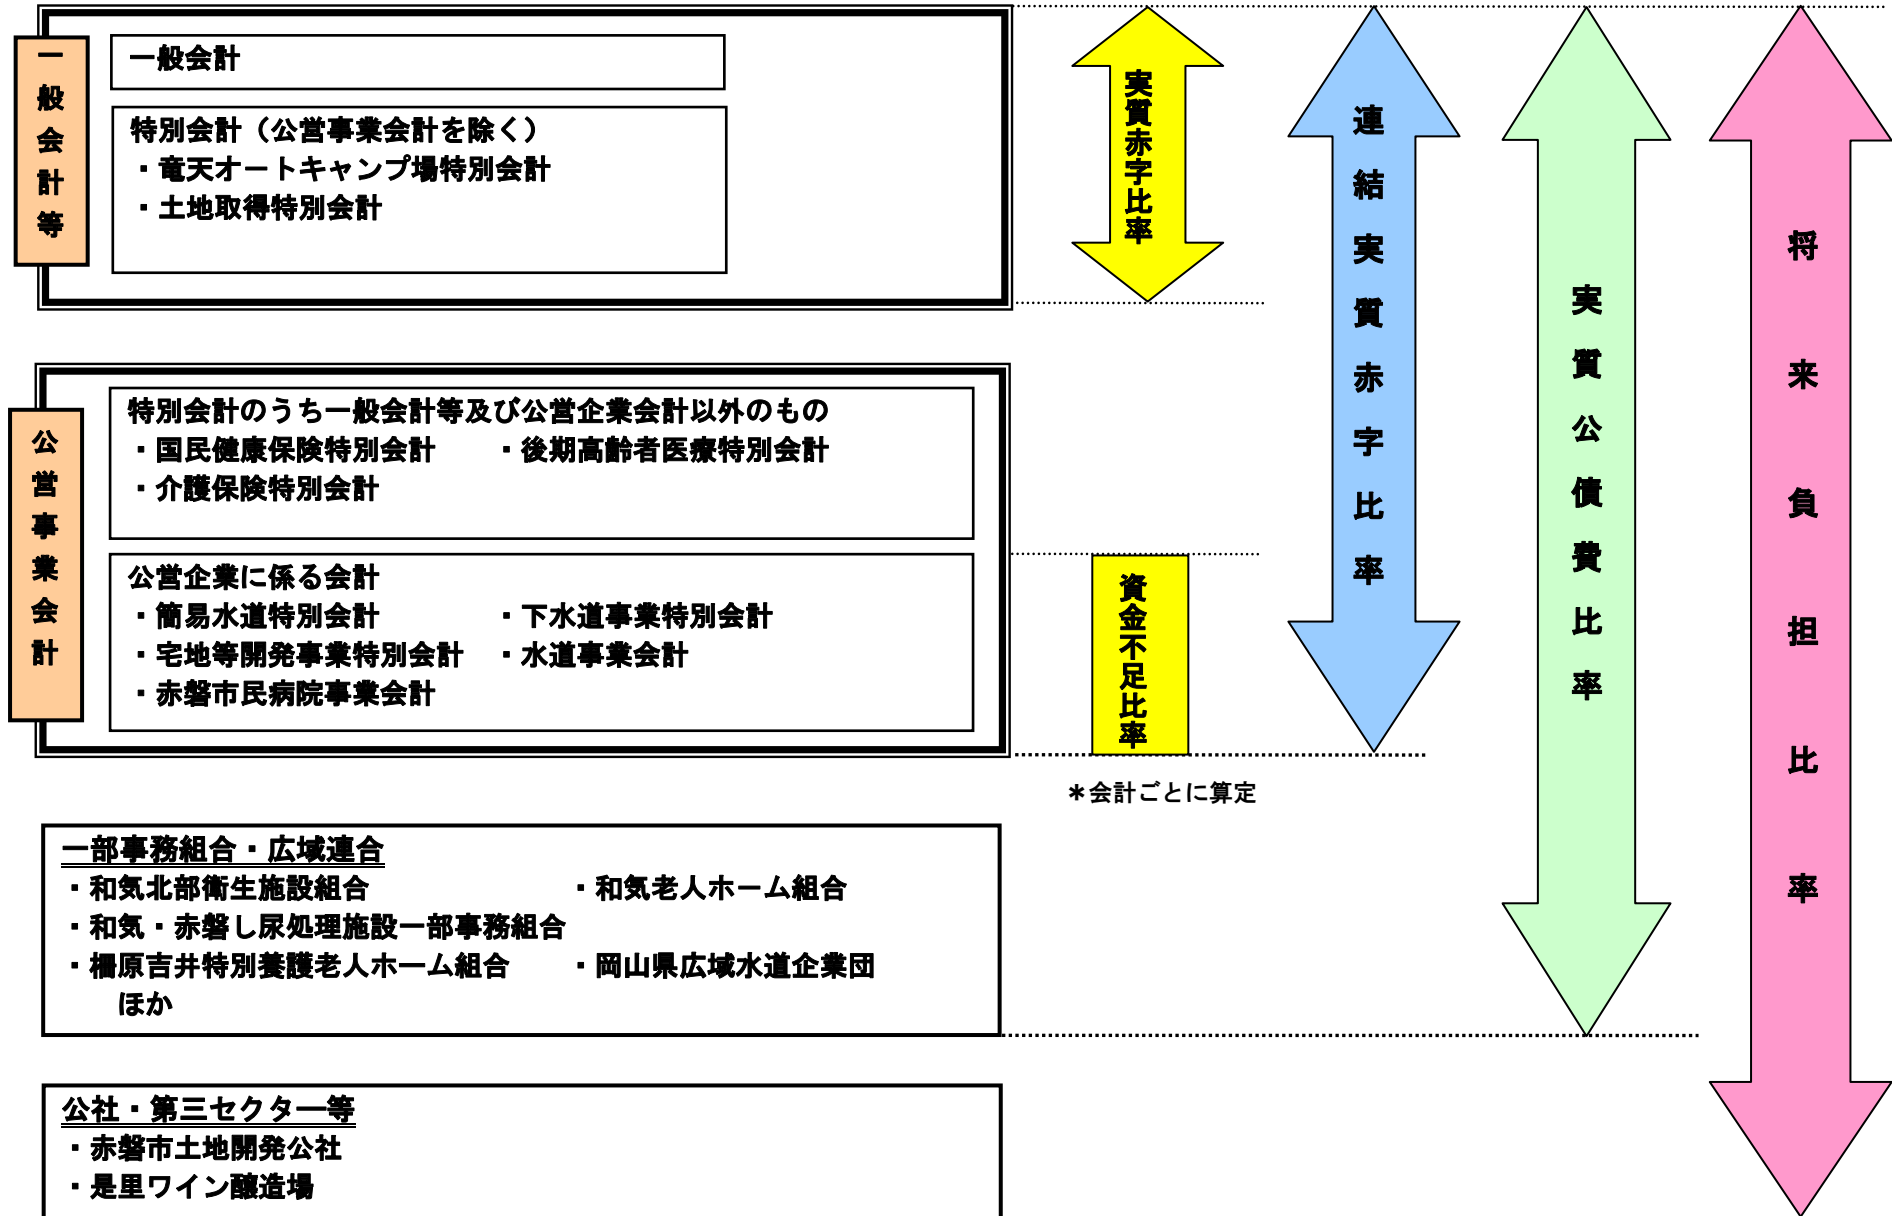 一般会計等
一般会計
特別会計（公営事業会計を除く）
・竜天オートキャンプ場特別会計
・土地取得特別会計
公営事業会計
特別会計のうち一般会計等及び公営企業会計以外のもの
・国民健康保険特別会計　・後期高齢者医療特別会計
・介護保険特別会計
公営企業に係る会計
・簡易水道特別会計　・下水道事業特別会計
・宅地等開発事業特別会計　・水道事業会計
・赤磐市民病院事業会計
一部事務組合・広域連合
・和気北部衛生施設組合　・和気老人ホーム組合
・和気・赤磐し尿処理施設一部事務組合
・柵原吉井特別養護老人ホーム組合　・岡山県広域水道企業団
ほか
公社・第三セクター等
・赤磐市土地開発公社
・是里ワイン醸造場
実質赤字比率
資金不足比率
＊会計ごとに算定
連結実質赤字比率
実質公債費比率
将来負担比率